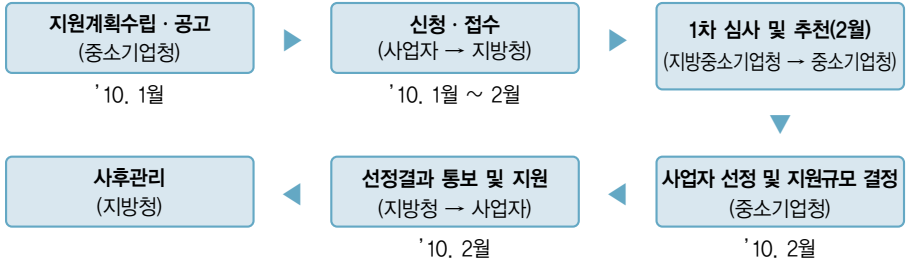 지원계획수립 · 공고
(중소기업청)
’10. 1월
신청 · 접수
(사업자 → 지방청)
’10. 1월 ~ 2월
1차 심사 및 추천(2월)
(지방중소기업청 → 중소기업청)
사업자 선정 및 지원규모 결정
(중소기업청)
’10. 2월
선정결과 통보 및 지원
(지방청 → 사업자)
’10. 2월
사후관리
(지방청)